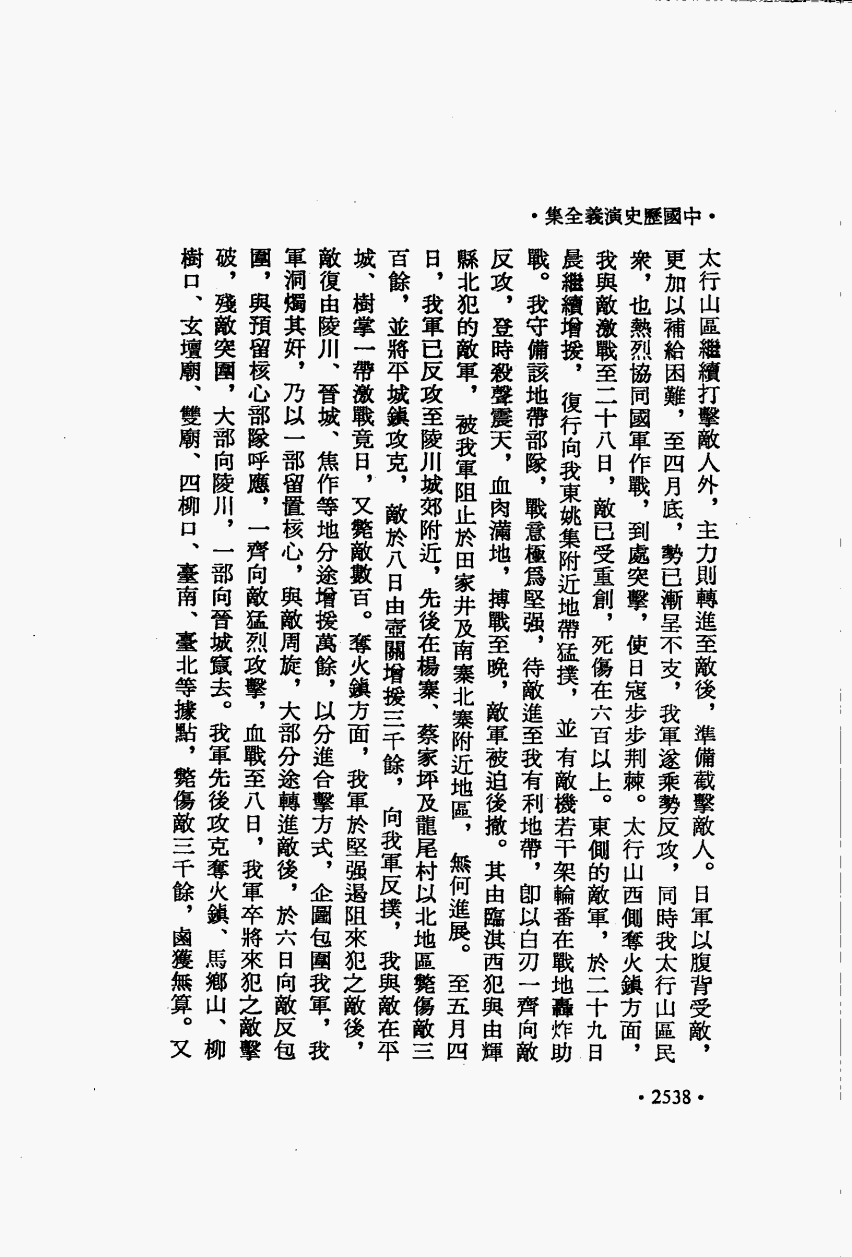 ·中國歷史演義全集·
太行山區繼續打擊敵人外，主力則轉進至敵後，準備截擊敵人。日軍以腹背受敵，
更加以補給困難，至四月底，勢已漸呈不支，我軍遂乘勢反攻，同時我太行山區民
衆，也熱烈協同國軍作戰，到處突擊，使日寇步步荆棘。太行山西側奪火鎮方面，
我與敵激戰至二十八日，敵已受重創，死傷在六百以上。東側的敵軍，於二十九日
晨繼續增援，復行向我東姚集附近地帶猛撲，並有敵機若干架輪番在戰地轟炸助
戰。我守備該地帶部隊，戰意極爲堅强，待敵進至我有利地帶，卽以白刃一齊向敵
反攻，登時殺聲震天，血肉滿地，搏戰至晚，敵軍被迫後撤。其由臨淇西犯與由輝
縣北犯的敵軍，被我軍阻止於田家井及南寨北寨附近地區，無何進展。至五月四
日，我軍已反攻至陵川城郊附近，先後在楊寨、蔡家坪及龍尾村以北地區斃傷敵三
百餘，並將平城鎮攻克，敵於八日由壺關增援三千餘，向我軍反撲，我與敵在平
城、樹掌一帶激戰竟日，又斃敵數百。奪火鎮方面，我軍於堅强遏阻來犯之敵後，
敵復由陵川、晉城、焦作等地分途增援萬餘，以分進合擊方式，企圖包圍我軍，我
軍洞燭其奸，乃以一部留置核心，與敵周旋，大部分途轉進敵後，於六日向敵反包
圍，與預留核心部隊呼應，一齊向敵猛烈攻擊，血戰至八日，我軍卒將來犯之敵擊
破，殘敵突圍，大部向陵川，一部向晉城竄去。我軍先後攻克奪火鎮、馬鄉山、柳
樹口、玄壇廟、雙廟、四柳口、臺南、臺北等據點，斃傷敵三千餘，鹵獲無算。又
·2538·